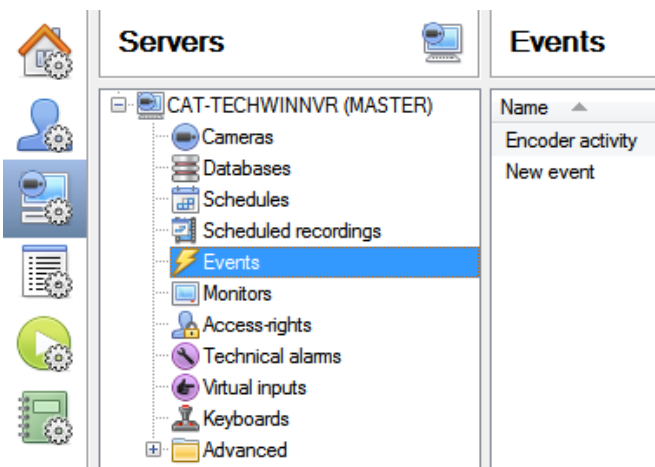 Servers
CAT-TECHWINNVR (MASTER)
Cameras
Databases
Schedules
Scheduled recordings
Events
Monitors
Access-rights
Technical alarms
Virtual inputs
Keyboards
Advanced
Events
Name
Encoder activity
New event